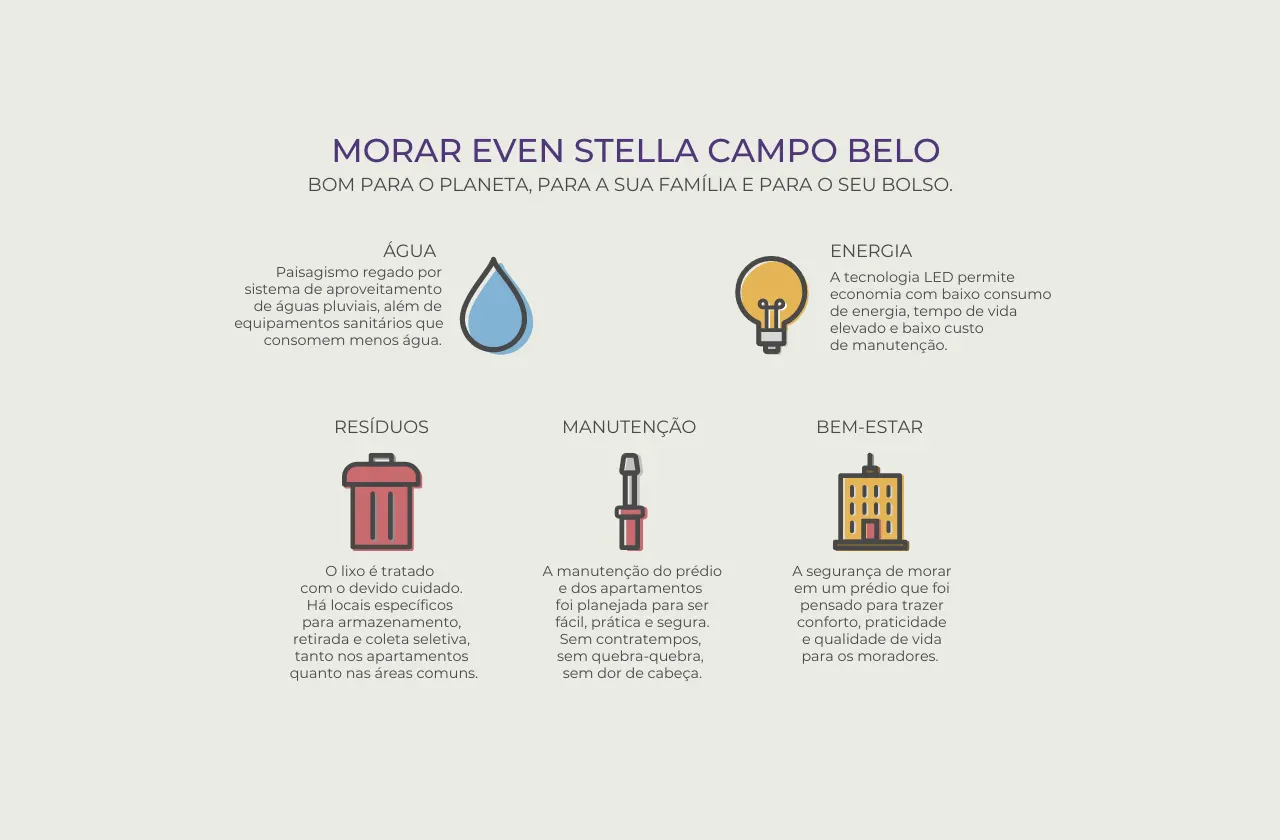 MORAR EVEN STELLA CAMPO BELO
BOM PARA O PLANETA, PARA A SUA FAMÍLIA E PARA O SEU BOLSO.
ÁGUA
Paisagismo regado por
sistema de aproveitamento
de águas pluviais, além de
equipamentos sanitários que
consomem menos água.
ENERGIA
A tecnologia LED permite
economia com baixo consumo
de energia, tempo de vida
elevado e baixo custo
de manutenção.
RESÍDUOS
O lixo é tratado
com o devido cuidado.
Há locais específicos
para armazenamento,
retirada e coleta seletiva,
tanto nos apartamentos
quanto nas áreas comuns.
MANUTENÇÃO
A manutenção do prédio
e dos apartamentos
foi planejada para ser
fácil, prática e segura.
Sem contratempos,
sem quebra-quebra,
sem dor de cabeça.
BEM-ESTAR
A segurança de morar
em um prédio que foi
pensado para trazer
conforto, praticidade
e qualidade de vida
para os moradores.